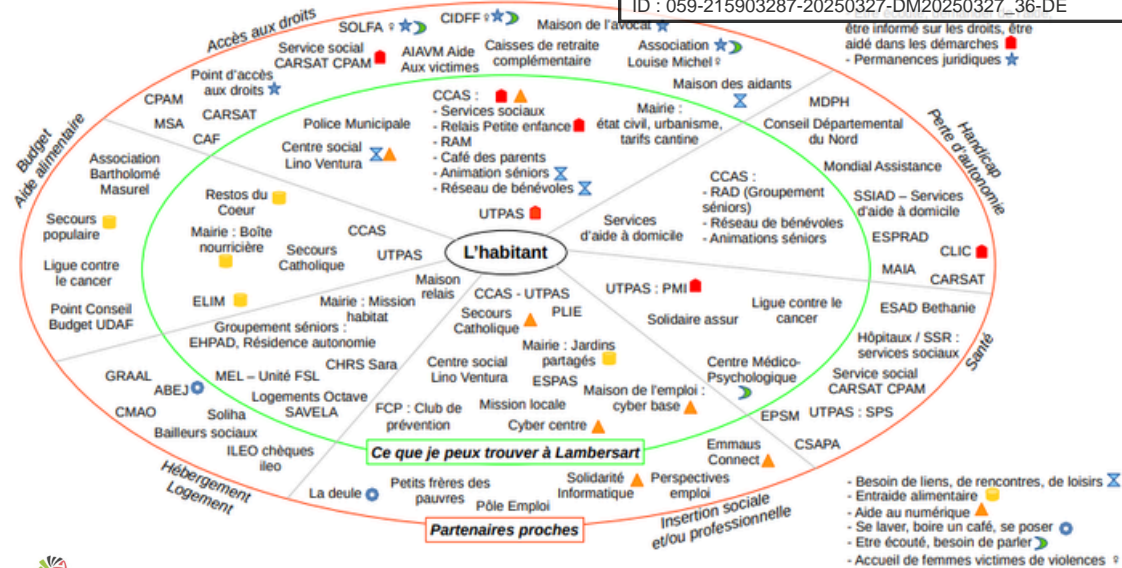 ID : 059-215903287-20250327-DM20250327_36-DE
être informé sur les droits, être
aidé dans les démarches
- Permanences juridiques
Accès aux droits
SOLFA ♀
CIDFF♀
Maison de l'avocat
Service social
CARSAT CPAM
AIAVM Aide
Aux victimes
Caisses de retraite
complémentaire
Association
Louise Michel♀
Point d'accès
aux droits
Maison des aidants
CPAM
MSA
CARSAT
CAF
Police Municipale
Centre social
Lino Ventura
CCAS :
- Services sociaux
- Relais Petite enfance
- RAM
- Café des parents
- Animation séniors
- Réseau de bénévoles
UTPAS
Mairie :
état civil, urbanisme,
tarifs cantine
Handicap
Perte d'autonomie
MDPH
Conseil Départemental
du Nord
Mondial Assistance
CCAS :
- RAD (Groupement
séniors)
- Réseau de bénévoles
- Animations séniors
Services
d'aide à domicile
SSIAD – Services
d'aide à domicile
ESPRAD
CLIC
MAIA
CARSAT
Budget
Aide alimentaire
Association
Bartholomé
Masurel
Secours
populaire
Ligue contre
le cancer
Point Conseil
Budget UDAF
Restos du
Coeur
Mairie : Boîte
nourricière
Secours
Catholique
CCAS
UTPAS
ELIM
L'habitant
Maison
relais
Mairie : Mission
habitat
Groupement séniors :
EHPAD, Résidence autonomie
CHRS Sara
MEL – Unité FSL
Logements Octave
SAVELA
GRAAL
ABEJ
CMAO
Soliha
Bailleurs sociaux
ILEO chèques
ileo
Hébergement
Logement
CCAS - UTPAS
Secours
Catholique
PLIE
Mairie : Jardins
partagés
Centre social
Lino Ventura
ESPAS
Maison de l'emploi :
cyber base
FCP : Club de
prévention
Mission locale
Cyber centre
Ce que je peux trouver à Lambersart
La deule
Petits frères des
pauvres
Pôle Emploi
Solidarité
Informatique
Perspectives
emploi
Emmaus
Connect
Partenaires proches
Insertion sociale
et/ou professionnelle
UTPAS : PMI
Solidaire assur
Ligue contre le
cancer
Centre Médico-
Psychologique
ESAD Bethanie
Hôpitaux / SSR :
services sociaux
Service social
CARSAT CPAM
EPSM
UTPAS : SPS
CSAPA
Santé
- Besoin de liens, de rencontres, de loisirs
- Entraide alimentaire
- Aide au numérique
- Se laver, boire un café, se poser
- Etre écouté, besoin de parler
- Accueil de femmes victimes de violences ♀